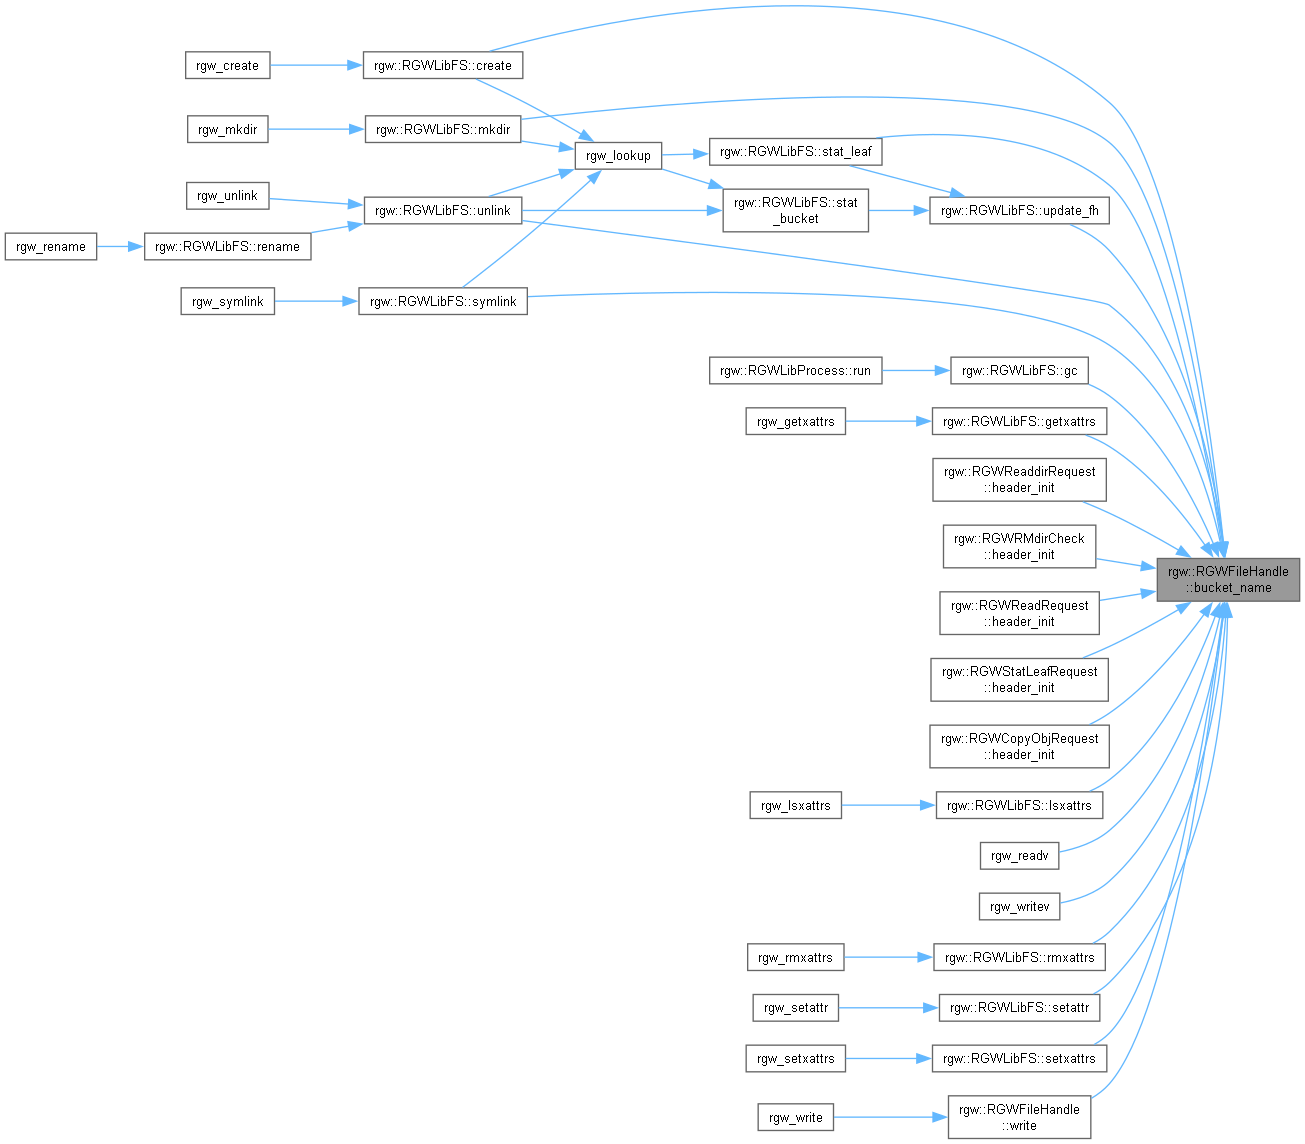 rgw_create
rgw::RGWLibFS::create
rgw_mkdir
rgw::RGWLibFS::mkdir
rgw_lookup
rgw::RGWLibFS::stat_leaf
rgw_unlink
rgw::RGWLibFS::unlink
rgw::RGWLibFS::stat
_bucket
rgw::RGWLibFS::update_fh
rgw_rename
rgw::RGWLibFS::rename
rgw_symlink
rgw::RGWLibFS::symlink
rgw::RGWLibProcess::run
rgw::RGWLibFS::gc
rgw_getxattrs
rgw::RGWLibFS::getxattrs
rgw::RGWReaddirRequest
::header_init
rgw::RGWRMdirCheck
::header_init
rgw::RGWFileHandle
::bucket_name
rgw::RGWReadRequest
::header_init
rgw::RGWStatLeafRequest
::header_init
rgw::RGWCopyObjRequest
::header_init
rgw_lsxattrs
rgw::RGWLibFS::lsxattrs
rgw_readv
rgw_writev
rgw_rmxattrs
rgw::RGWLibFS::rmxattrs
rgw_setattr
rgw::RGWLibFS::setattr
rgw_setxattrs
rgw::RGWLibFS::setxattrs
rgw_write
rgw::RGWFileHandle
::write